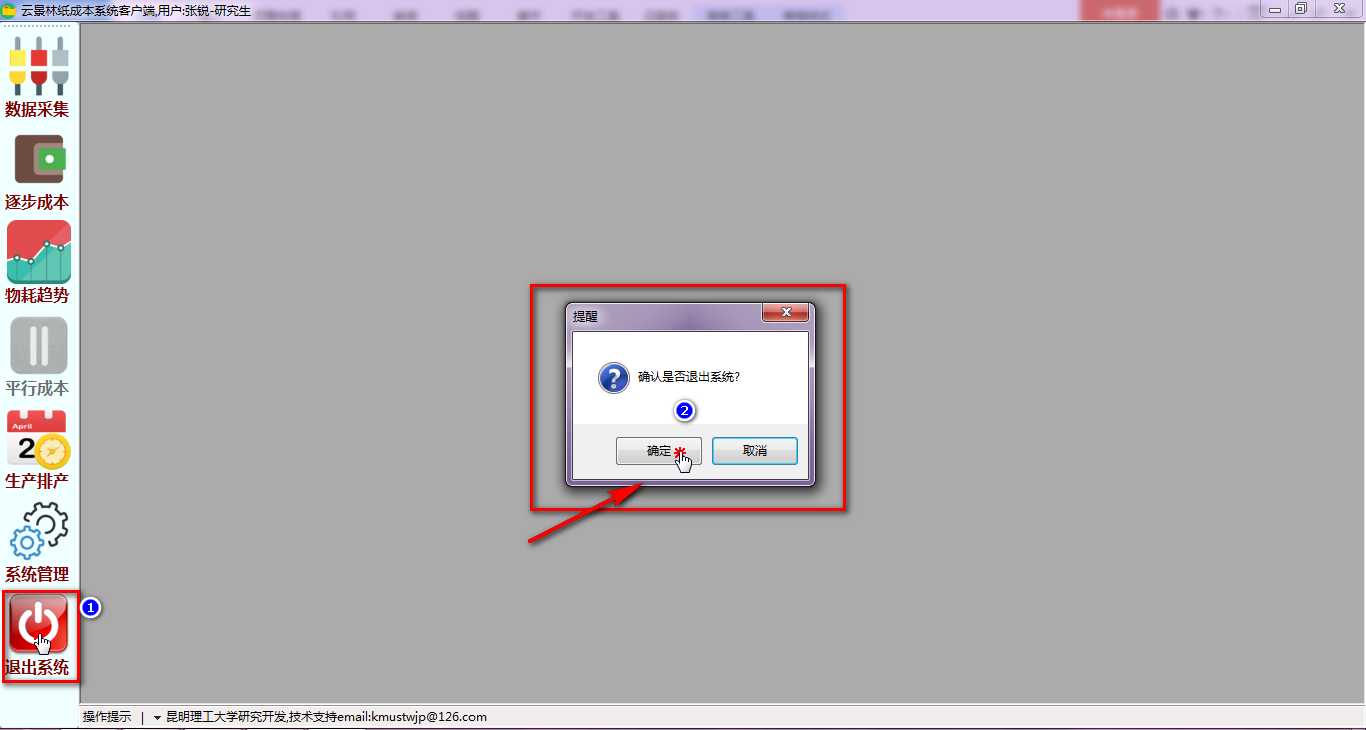 云景林纸成本系统客户端,用户:张锐-研究生
数据采集
逐步成本
物耗趋势
平行成本
April
2
生产排产
系统管理
1
退出系统
提醒
?
确认是否退出系统?
2
确定
取消
操作提示 | 昆明理工大学研究开发,技术支持email:kmustwjp@126.com